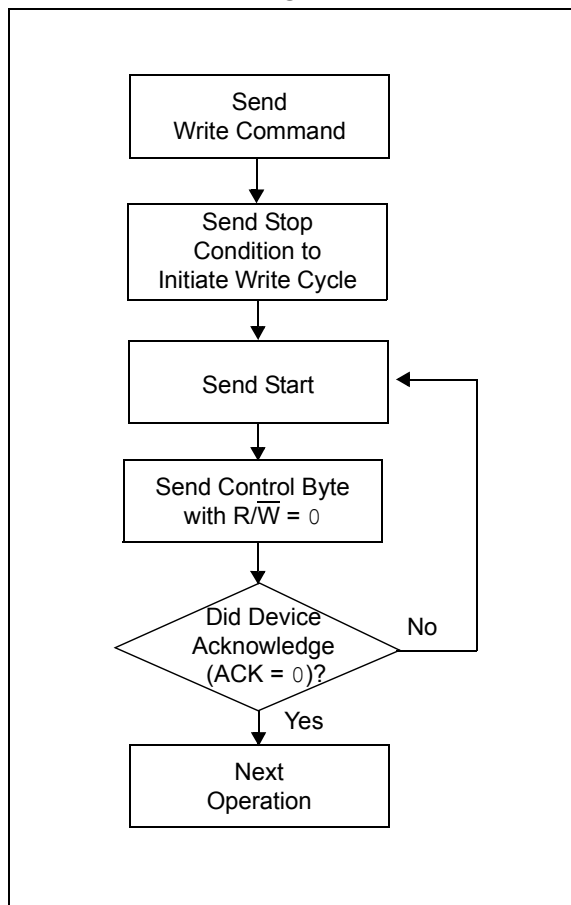 Send
Write Command
Send Stop
Condition to
Initiate Write Cycle
Send Start
Send Control Byte
with R/W̅ = 0
Did Device
Acknowledge
(ACK = 0)?
No
Yes
Next
Operation